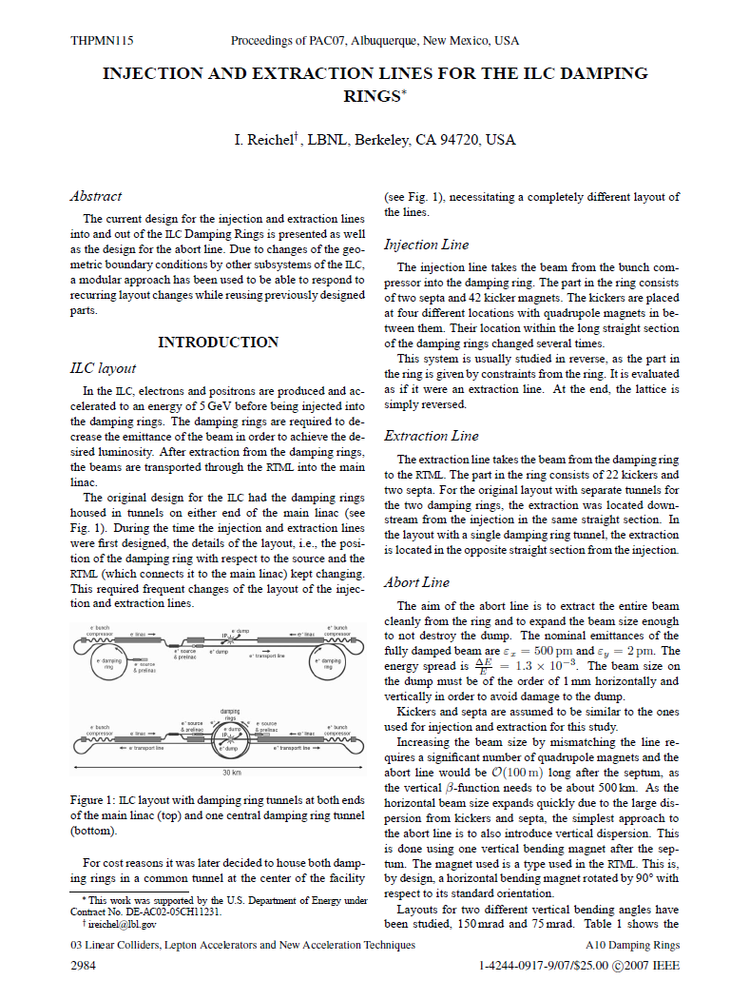 THPMN115
Proceedings of PAC07, Albuquerque, New Mexico, USA
INJECTION AND EXTRACTION LINES FOR THE ILC DAMPING
RINGS*
I. Reichel†, LBNL, Berkeley, CA 94720, USA
Abstract
The current design for the injection and extraction lines
into and out of the ILC Damping Rings is presented as well
as the design for the abort line. Due to changes of the geo-
metric boundary conditions by other subsystems of the ILC,
a modular approach has been used to be able to respond to
recurring layout changes while reusing previously designed
parts.
INTRODUCTION
ILC layout
In the ILC, electrons and positrons are produced and ac-
celerated to an energy of 5 GeV before being injected into
the damping rings. The damping rings are required to de-
crease the emittance of the beam in order to achieve the de-
sired luminosity. After extraction from the damping rings,
the beams are transported through the RTML into the main
linac.
The original design for the ILC had the damping rings
housed in tunnels on either end of the main linac (see
Fig. 1). During the time the injection and extraction lines
were first designed, the details of the layout, i.e., the posi-
tion of the damping ring with respect to the source and the
RTML (which connects it to the main linac) kept changing.
This required frequent changes of the layout of the injec-
tion and extraction lines.
e⁻ bunch
compressor
e⁻ linac
IP
e⁻ dump
e⁺ linac
e⁺ bunch
compressor
e⁻ damping
ring
e⁻ source
& prelinac
e⁺ source
& prelinac
e⁺ dump
e⁺ transport line
e⁺ damping
ring
damping
rings
e⁻ bunch
compressor
e⁻ linac
e⁺ source
& prelinac
e⁺
e⁻
e⁻ dump
IP
e⁻ source
& prelinac
e⁺ linac
e⁺ bunch
compressor
e⁻ transport line
e⁺ dump
e⁺ transport line
30 km
Figure 1: ILC layout with damping ring tunnels at both ends
of the main linac (top) and one central damping ring tunnel
(bottom).
For cost reasons it was later decided to house both damp-
ing rings in a common tunnel at the center of the facility
* This work was supported by the U.S. Department of Energy under
Contract No. DE-AC02-05CH11231.
† ireichel@lbl.gov
(see Fig. 1), necessitating a completely different layout of
the lines.
Injection Line
The injection line takes the beam from the bunch com-
pressor into the damping ring. The part in the ring consists
of two septa and 42 kicker magnets. The kickers are placed
at four different locations with quadrupole magnets in be-
tween them. Their location within the long straight section
of the damping rings changed several times.
This system is usually studied in reverse, as the part in
the ring is given by constraints from the ring. It is evaluated
as if it were an extraction line. At the end, the lattice is
simply reversed.
Extraction Line
The extraction line takes the beam from the damping ring
to the RTML. The part in the ring consists of 22 kickers and
two septa. For the original layout with separate tunnels for
the two damping rings, the extraction was located down-
stream from the injection in the same straight section. In
the layout with a single damping ring tunnel, the extraction
is located in the opposite straight section from the injection.
Abort Line
The aim of the abort line is to extract the entire beam
cleanly from the ring and to expand the beam size enough
to not destroy the dump. The nominal emittances of the
fully damped beam are εx = 500 pm and εy = 2 pm. The
energy spread is ΔE/E = 1.3 × 10⁻³. The beam size on
the dump must be of the order of 1 mm horizontally and
vertically in order to avoid damage to the dump.
Kickers and septa are assumed to be similar to the ones
used for injection and extraction for this study.
Increasing the beam size by mismatching the line re-
quires a significant number of quadrupole magnets and the
abort line would be O(100 m) long after the septum, as
the vertical β-function needs to be about 500 km. As the
horizontal beam size expands quickly due to the large dis-
persion from kickers and septa, the simplest approach to
the abort line is to also introduce vertical dispersion. This
is done using one vertical bending magnet after the sep-
tum. The magnet used is a type used in the RTML. This is,
by design, a horizontal bending magnet rotated by 90° with
respect to its standard orientation.
Layouts for two different vertical bending angles have
been studied, 150 mrad and 75 mrad. Table 1 shows the
03 Linear Colliders, Lepton Accelerators and New Acceleration Techniques
A10 Damping Rings
2984
1-4244-0917-9/07/$25.00 ©2007 IEEE